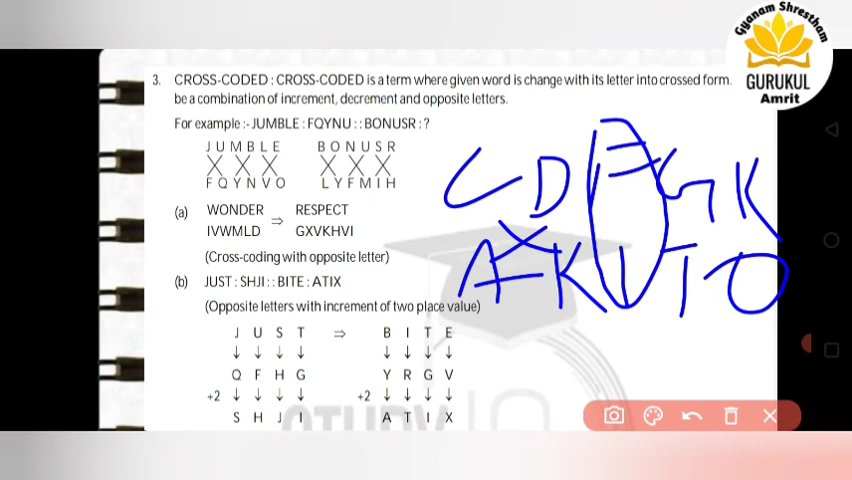 Gyanam Shrestham
GURUKUL
Amrit
3. CROSS-CODED : CROSS-CODED is a term where given word is change with its letter into crossed form.
be a combination of increment, decrement and opposite letters.
For example :- JUMBLE : FQYNU : : BONUSR : ?
J U M B L E B O N U S R
F Q Y N V O L Y F M I H
(a) WONDER ⇒ RESPECT
IVWMLD GXVKHVI
(Cross-coding with opposite letter)
(b) JUST : SHJI : : BITE : ATIX
(Opposite letters with increment of two place value)
J U S T ⇒ B I T E
↓ ↓ ↓ ↓ ↓ ↓ ↓ ↓
Q F H G Y R G V
+2 ↓ ↓ ↓ ↓ +2 ↓ ↓ ↓ ↓
S H J I A T I X